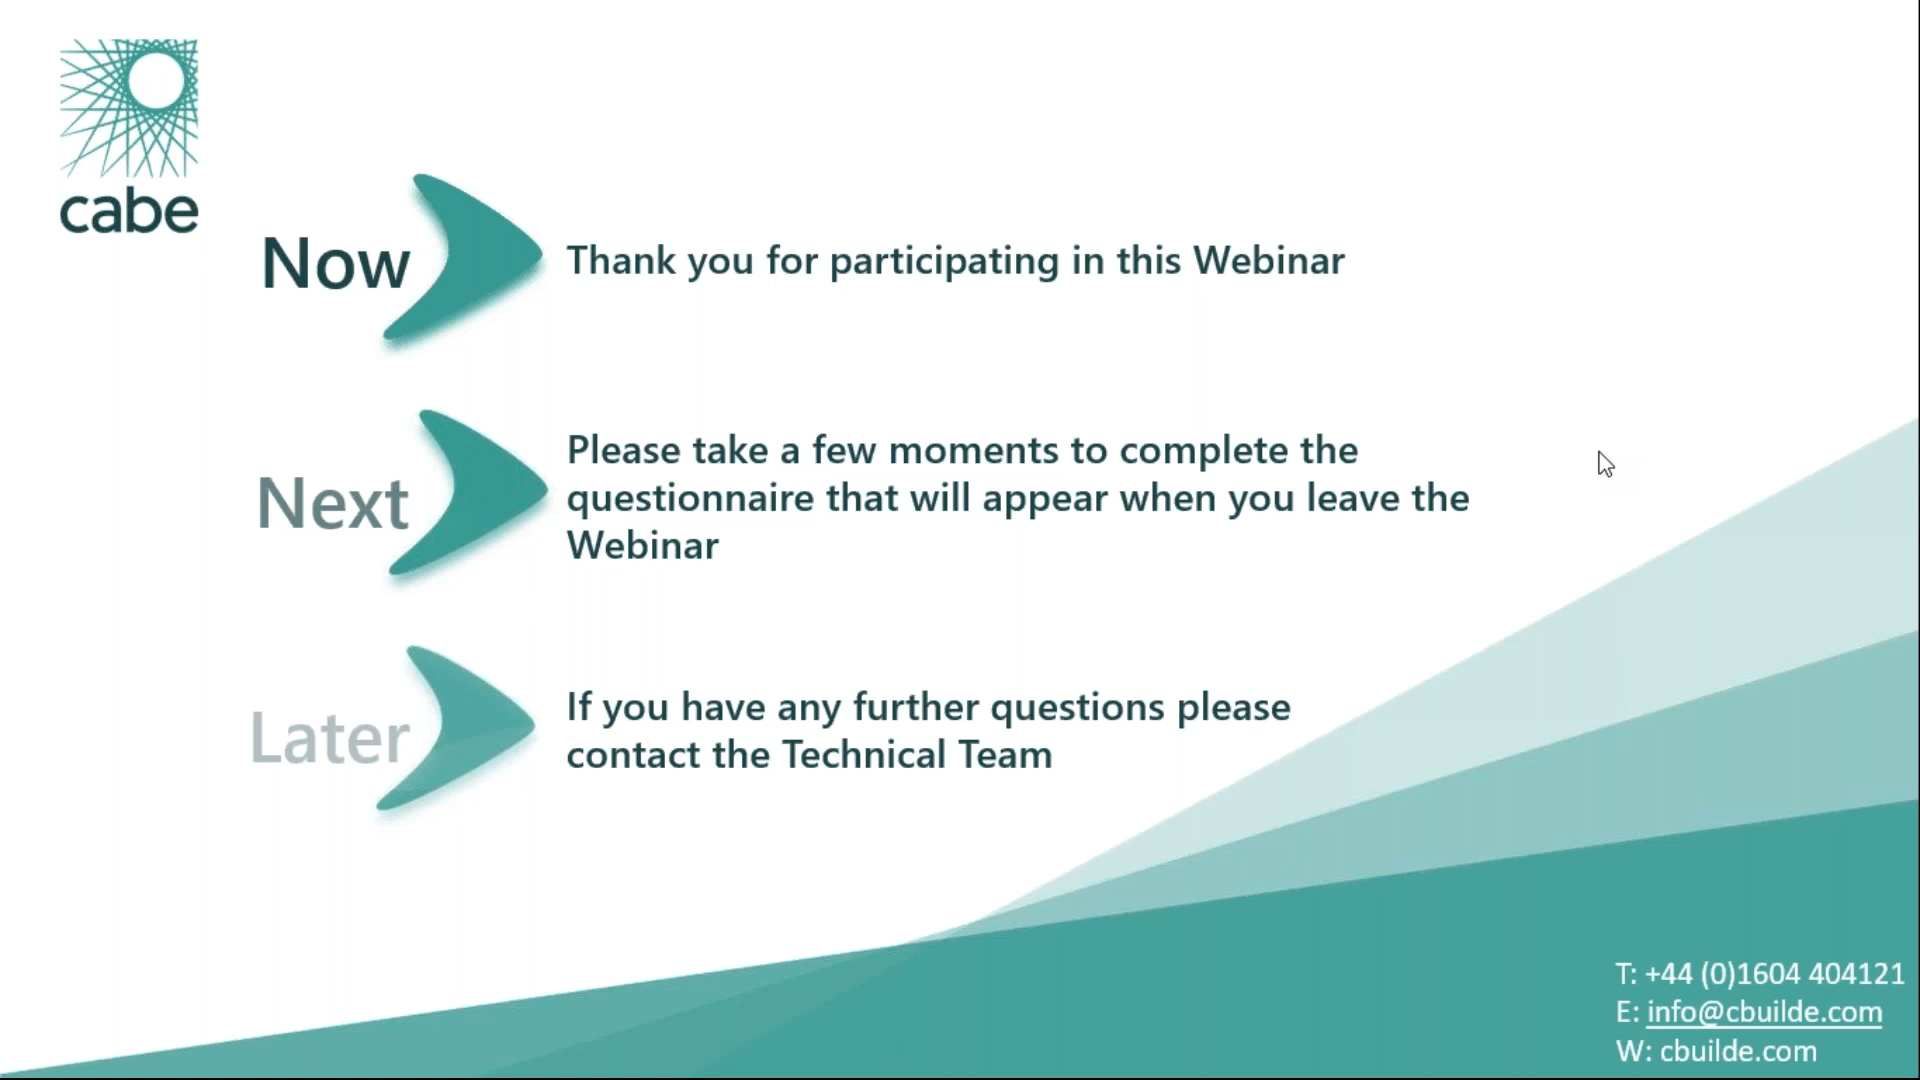 cabe
Now
Thank you for participating in this Webinar
Next
Please take a few moments to complete the
questionnaire that will appear when you leave the
Webinar
Later
If you have any further questions please
contact the Technical Team
T: +44 (0)1604 404121
E: info@cbuilde.com
W: cbuilde.com